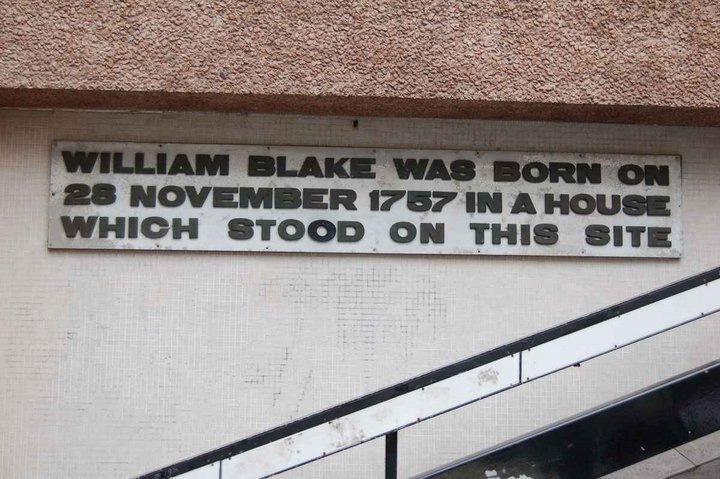 WILLIAM BLAKE WAS BORN ON
28 NOVEMBER 1757 IN A HOUSE
WHICH STOOD ON THIS SITE